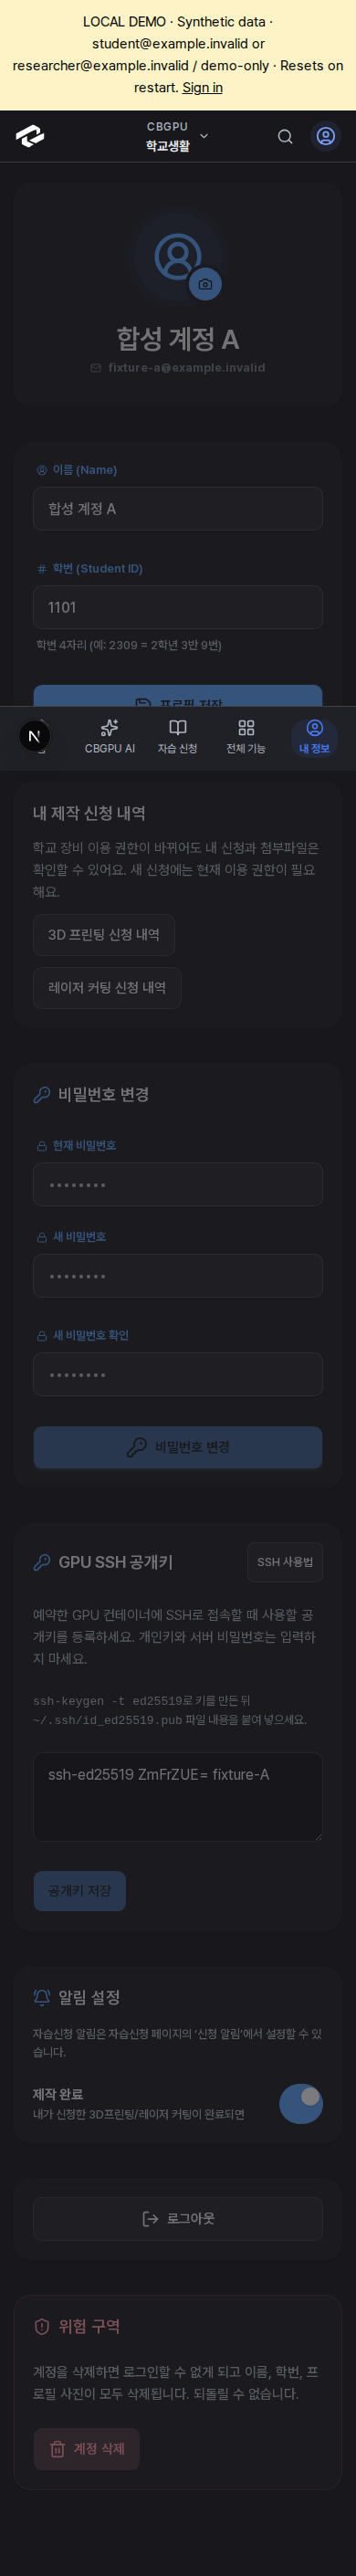 LOCAL DEMO · Synthetic data ·
student@example.invalid or
researcher@example.invalid / demo-only · Resets on
restart. Sign in
CBGPU
학교생활
합성 계정 A
fixture-a@example.invalid
이름 (Name)
합성 계정 A
학번 (Student ID)
1101
학번 4자리 (예: 2309 = 2학년 3반 9번)
프로필 저장
N
CBGPU AI
자습 신청
전체 기능
내 정보
내 제작 신청 내역
학교 장비 이용 권한이 바뀌어도 내 신청과 첨부파일은
확인할 수 있어요. 새 신청에는 현재 이용 권한이 필요
해요.
3D 프린팅 신청 내역
레이저 커팅 신청 내역
비밀번호 변경
현재 비밀번호
••••••••
새 비밀번호
••••••••
새 비밀번호 확인
••••••••
비밀번호 변경
GPU SSH 공개키
SSH 사용법
예약한 GPU 컨테이너에 SSH로 접속할 때 사용할 공
개키를 등록하세요. 개인키와 서버 비밀번호는 입력하
지 마세요.
ssh-keygen -t ed25519로 키를 만든 뒤
~/.ssh/id_ed25519.pub 파일 내용을 붙여 넣으세요.
ssh-ed25519 ZmFrZUE= fixture-A
공개키 저장
알림 설정
자습신청 알림은 자습신청 페이지의 '신청 알림'에서 설정할 수 있
습니다.
제작 완료
내가 신청한 3D프린팅/레이저 커팅이 완료되면
로그아웃
위험 구역
계정을 삭제하면 로그인할 수 없게 되고 이름, 학번, 프
로필 사진이 모두 삭제됩니다. 되돌릴 수 없습니다.
계정 삭제